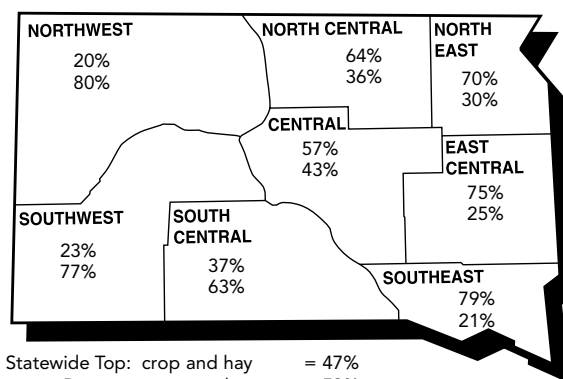 NORTHWEST
20%
80%
NORTH CENTRAL
64%
36%
NORTH
EAST
70%
30%
CENTRAL
57%
43%
EAST
CENTRAL
75%
25%
SOUTHWEST
23%
77%
SOUTH
CENTRAL
37%
63%
SOUTHEAST
79%
21%
Statewide Top: crop and hay = 47%